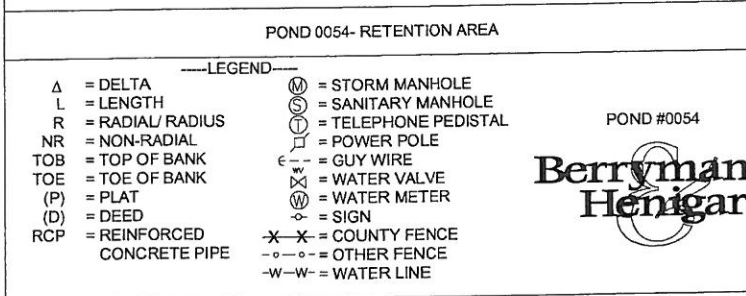 POND 0054- RETENTION AREA
-----LEGEND-----
Δ = DELTA
L = LENGTH
R = RADIAL/ RADIUS
NR = NON-RADIAL
TOB = TOP OF BANK
TOE = TOE OF BANK
(P) = PLAT
(D) = DEED
RCP = REINFORCED
CONCRETE PIPE
Ⓜ = STORM MANHOLE
Ⓢ = SANITARY MANHOLE
Ⓣ = TELEPHONE PEDISTAL
= POWER POLE
= GUY WIRE
WV = WATER VALVE
Ⓦ = WATER METER
= SIGN
-X—X- = COUNTY FENCE
-o—o- = OTHER FENCE
-W—W- = WATER LINE
POND #0054
Berryman
&
Henigar